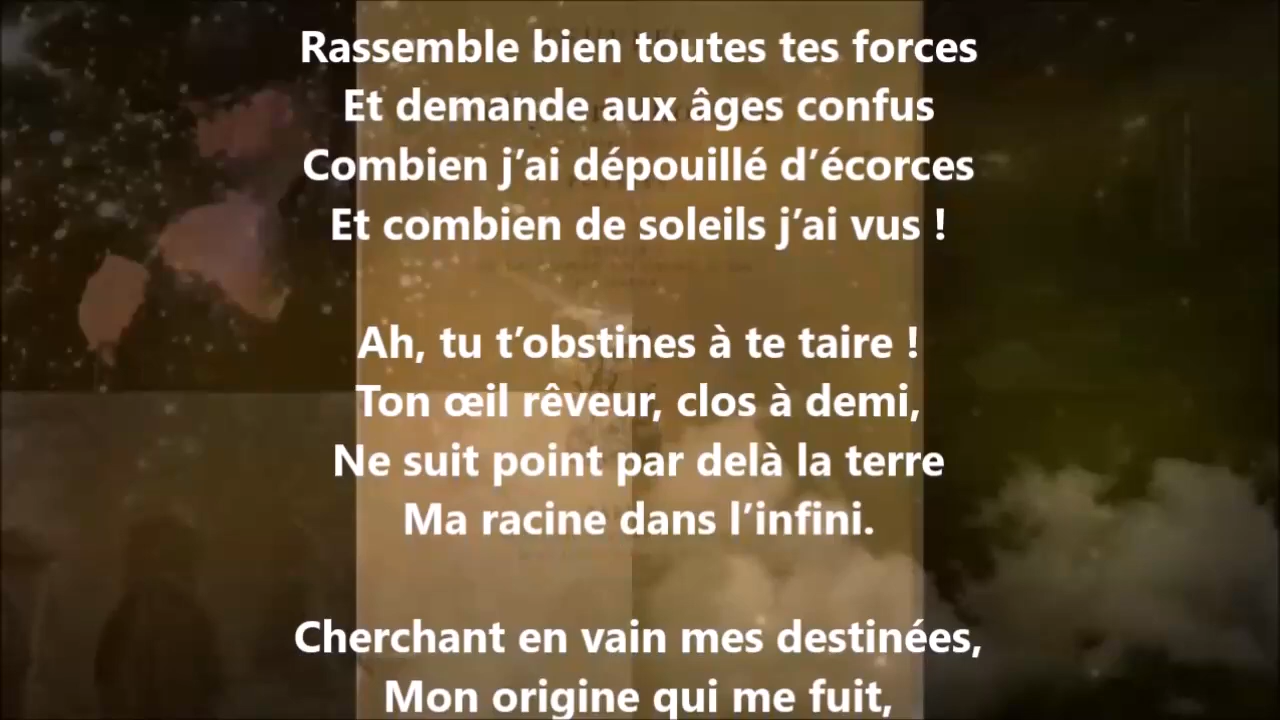 Rassemble bien toutes tes forces
Et demande aux âges confus
Combien j’ai dépouillé d’écorces
Et combien de soleils j’ai vus !
Ah, tu t’obstines à te taire !
Ton œil rêveur, clos à demi,
Ne suit point par delà la terre
Ma racine dans l’infini.
Cherchant en vain mes destinées,
Mon origine qui me fuit,